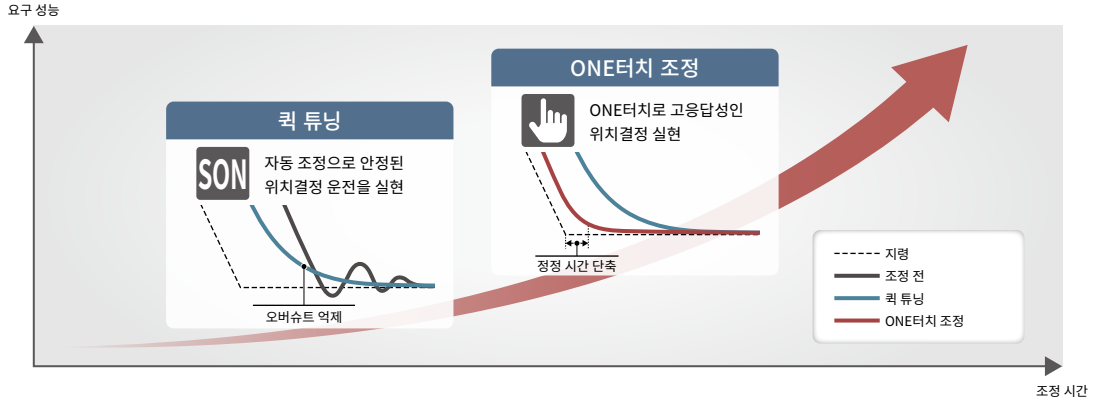 요구 성능
퀵 튜닝
SON
자동 조정으로 안정된
위치결정 운전을 실현
오버슈트 억제
ONE터치 조정
ONE터치로 고응답성인
위치결정 실현
정정 시간 단축
지령
조정 전
퀵 튜닝
ONE터치 조정
조정 시간